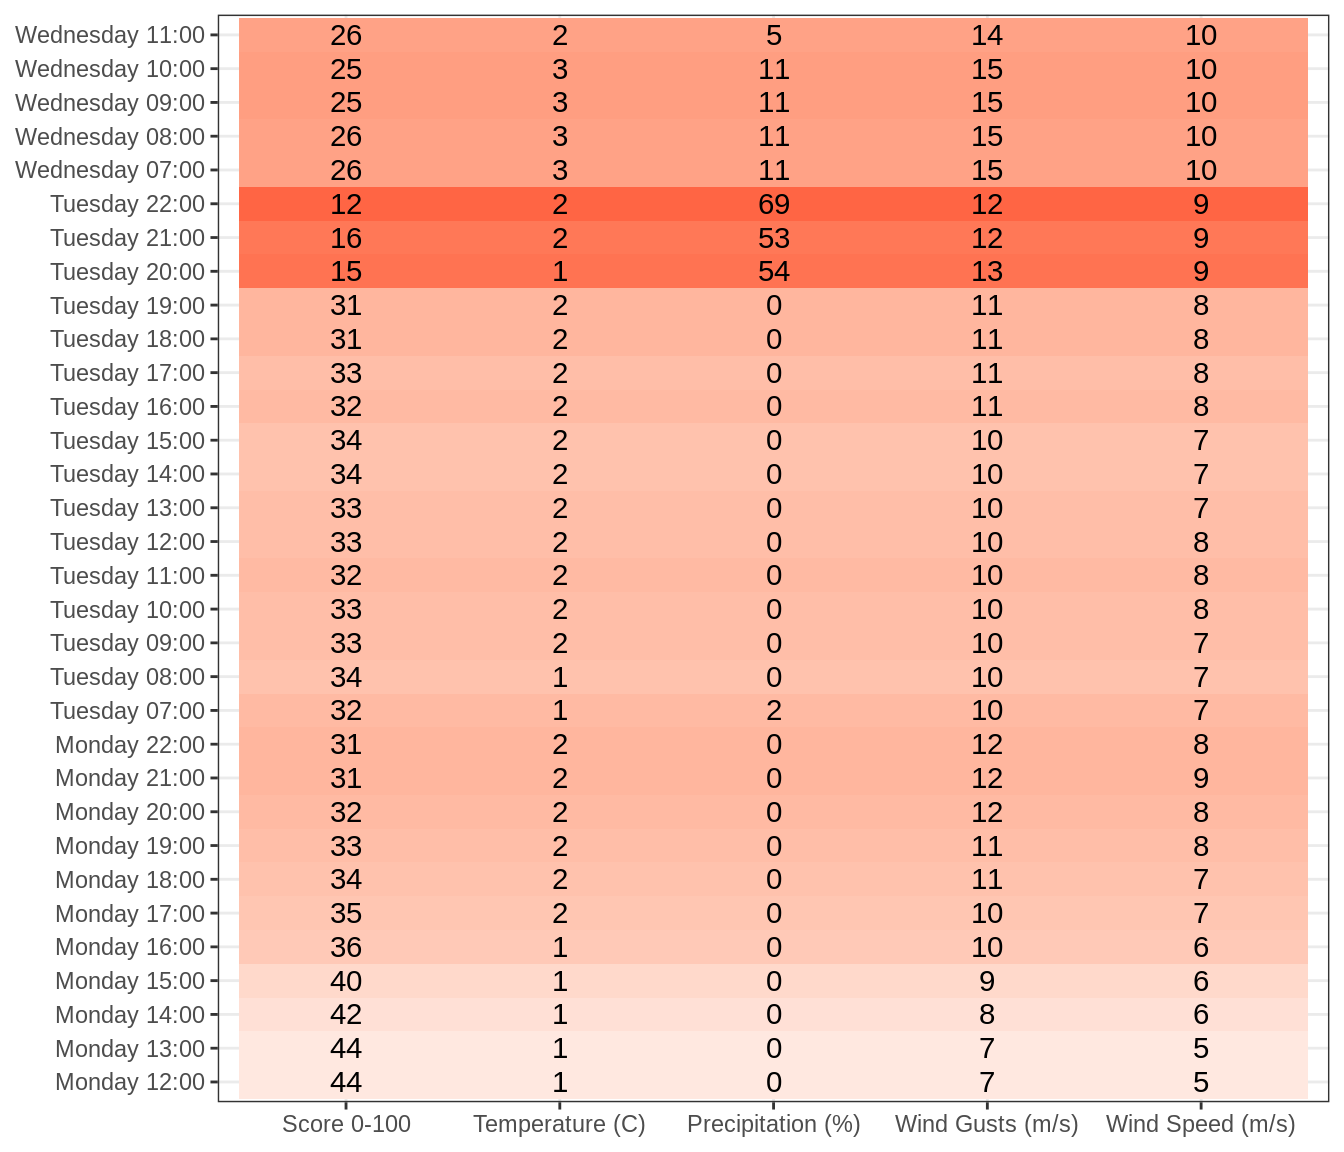 Wednesday 11:00 26 2 5 14 10
Wednesday 10:00 25 3 11 15 10
Wednesday 09:00 25 3 11 15 10
Wednesday 08:00 26 3 11 15 10
Wednesday 07:00 26 3 11 15 10
Tuesday 22:00 12 2 69 12 9
Tuesday 21:00 16 2 53 12 9
Tuesday 20:00 15 1 54 13 9
Tuesday 19:00 31 2 0 11 8
Tuesday 18:00 31 2 0 11 8
Tuesday 17:00 33 2 0 11 8
Tuesday 16:00 32 2 0 11 8
Tuesday 15:00 34 2 0 10 7
Tuesday 14:00 34 2 0 10 7
Tuesday 13:00 33 2 0 10 7
Tuesday 12:00 33 2 0 10 8
Tuesday 11:00 32 2 0 10 8
Tuesday 10:00 33 2 0 10 8
Tuesday 09:00 33 2 0 10 7
Tuesday 08:00 34 1 0 10 7
Tuesday 07:00 32 1 2 10 7
Monday 22:00 31 2 0 12 8
Monday 21:00 31 2 0 12 9
Monday 20:00 32 2 0 12 8
Monday 19:00 33 2 0 11 8
Monday 18:00 34 2 0 11 7
Monday 17:00 35 2 0 10 7
Monday 16:00 36 1 0 10 6
Monday 15:00 40 1 0 9 6
Monday 14:00 42 1 0 8 6
Monday 13:00 44 1 0 7 5
Monday 12:00 44 1 0 7 5
Score 0-100 Temperature (C) Precipitation (%) Wind Gusts (m/s) Wind Speed (m/s)